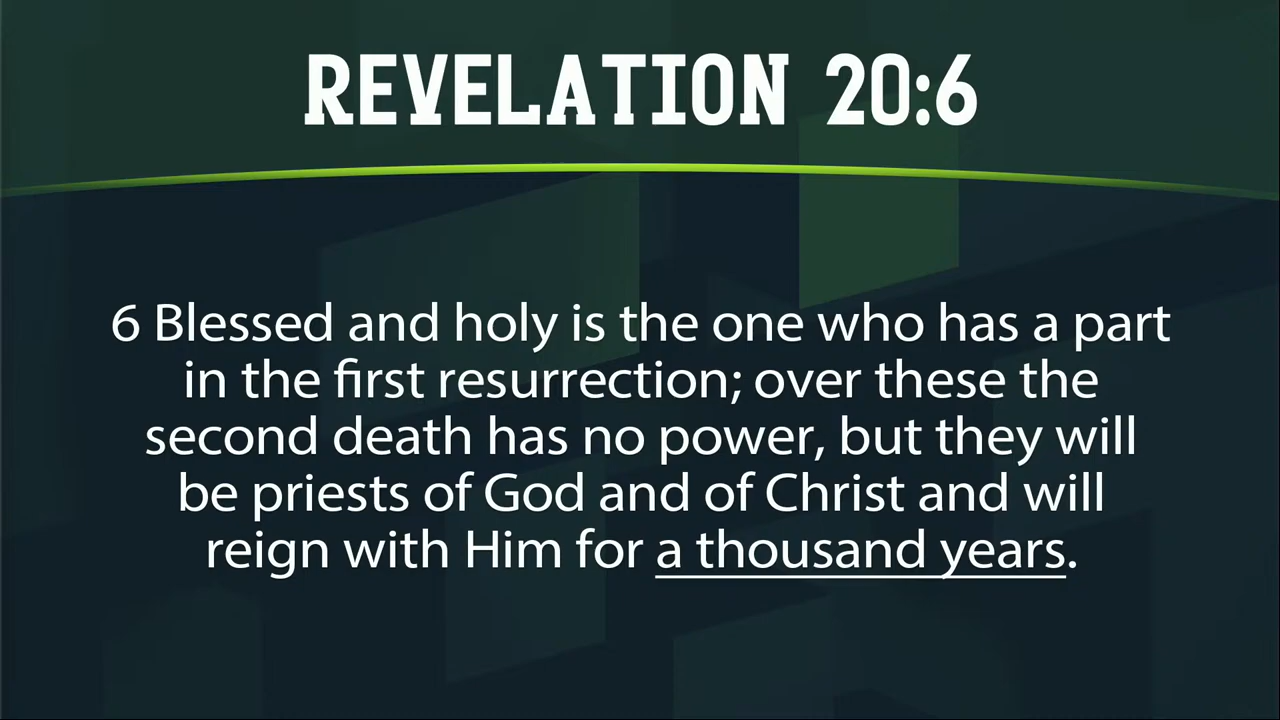 REVELATION 20:6
6 Blessed and holy is the one who has a part
in the first resurrection; over these the
second death has no power, but they will
be priests of God and of Christ and will
reign with Him for a thousand years.